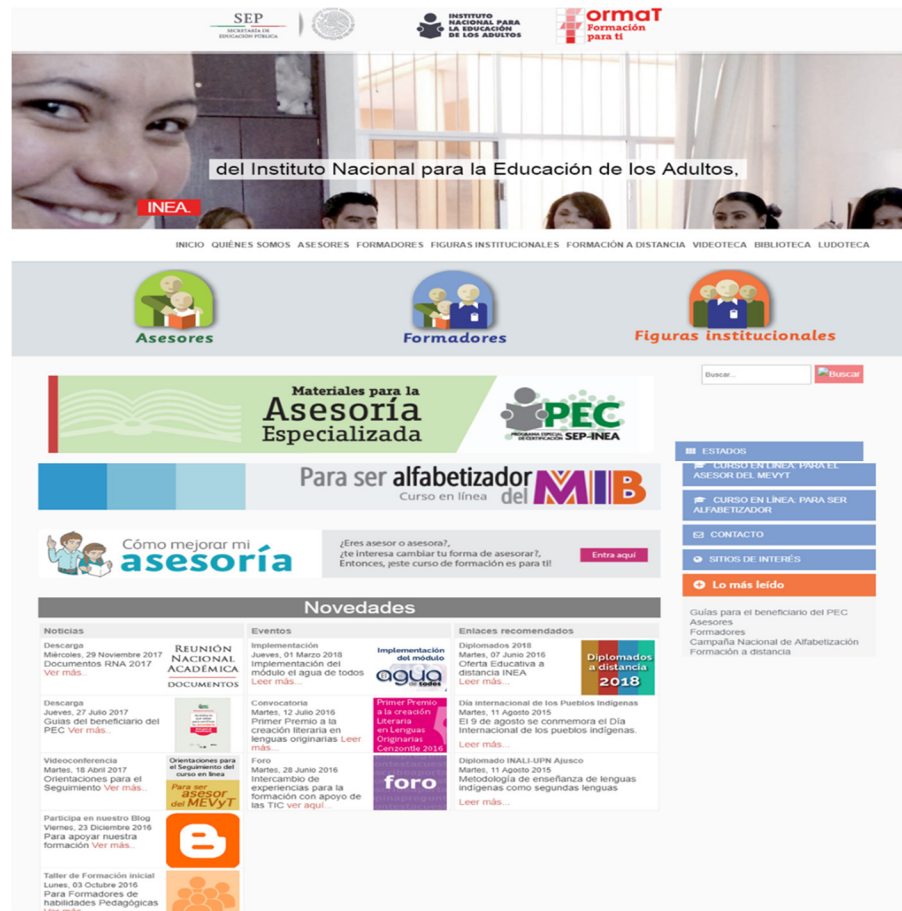 SEP
SECRETARÍA DE
EDUCACIÓN PÚBLICA
INSTITUTO
NACIONAL PARA
LA EDUCACIÓN
DE LOS ADULTOS
ormaT
Formación
para ti
del Instituto Nacional para la Educación de los Adultos,
INEA.
INICIO QUIÉNES SOMOS ASESORES FORMADORES FIGURAS INSTITUCIONALES FORMACIÓN A DISTANCIA VIDEOTECA BIBLIOTECA LUDOTECA
Asesores
Formadores
Figuras institucionales
Buscar...
Buscar
Materiales para la
Asesoría
Especializada
PEC
PROGRAMA ESPECIAL
DE CERTIFICACIÓN SEP-INEA
Para ser alfabetizador
Curso en línea del MIB
Cómo mejorar mi
asesoría
¿Eres asesor o asesora?,
¿te interesa cambiar tu forma de asesorar?,
Entonces, ¡este curso de formación es para ti!
Entra aquí
ESTADOS
CURSO EN LÍNEA: PARA EL
ASESOR DEL MEVYT
CURSO EN LÍNEA: PARA SER
ALFABETIZADOR
CONTACTO
SITIOS DE INTERÉS
Lo más leído
Guías para el beneficiario del PEC
Asesores
Formadores
Campaña Nacional de Alfabetización
Formación a distancia
Novedades
Noticias
Descarga
Miércoles, 29 Noviembre 2017
Documentos RNA 2017
Ver más..
REUNIÓN
NACIONAL
ACADÉMICA
DOCUMENTOS
Descarga
Jueves, 27 Julio 2017
Guías del beneficiario del
PEC Ver más..
Videoconferencia
Martes, 18 Abril 2017
Orientaciones para el
Seguimiento Ver más..
Orientaciones para
el Seguimiento del
curso en línea
Para ser
asesor
del MEVyT
Participa en nuestro Blog
Viernes, 23 Diciembre 2016
Para apoyar nuestra
formación Ver más..
Taller de Formación inicial
Lunes, 03 Octubre 2016
Para Formadores de
habilidades Pedagógicas
Ver más..
Eventos
Implementación
Jueves, 01 Marzo 2018
Implementación del
módulo el agua de todos
Leer más...
Implementación
del módulo
agua
de todos
Convocatoria
Martes, 12 Julio 2016
Primer Premio a la
creación literaria en
lenguas originarias Leer
más...
Primer Premio
a la creación
Literaria
en Lenguas
Originarias
Cenzontle 2016
Foro
Martes, 28 Junio 2016
Intercambio de
experiencias para la
formación con apoyo de
las TIC ver aquí...
foro
Enlaces recomendados
Diplomados 2018
Martes, 07 Junio 2016
Oferta Educativa a
distancia INEA
Leer más...
Diplomados
a distancia
2018
Día internacional de los Pueblos Indígenas
Martes, 11 Agosto 2015
El 9 de agosto se conmemora el Día
Internacional de los pueblos indígenas.
Leer más...
Diplomado INALI-UPN Ajusco
Martes, 11 Agosto 2015
Metodología de enseñanza de lenguas
indígenas como segundas lenguas
Leer más...